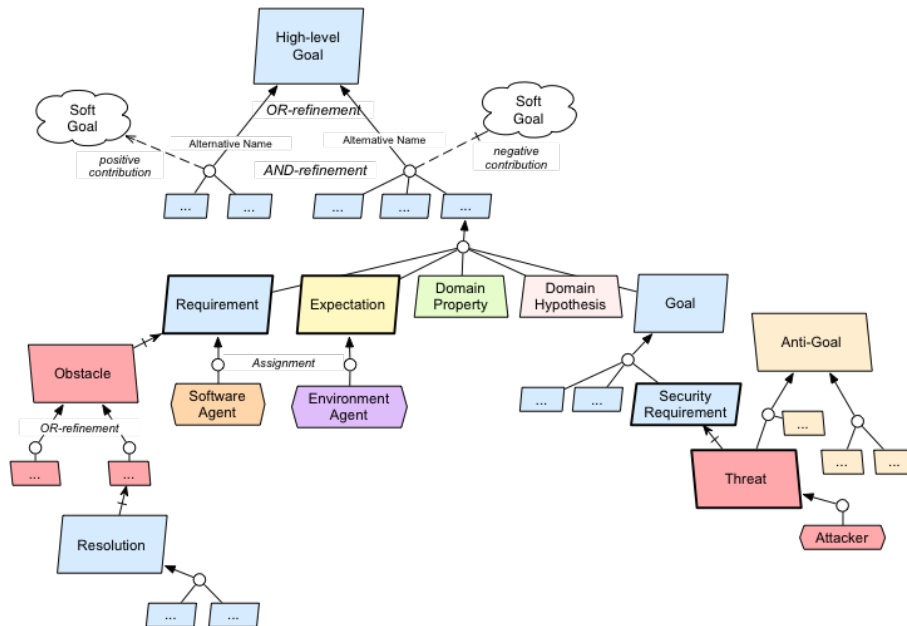 High-level
Goal
Soft
Goal
Soft
Goal
OR-refinement
Alternative Name
Alternative Name
positive
contribution
negative
contribution
AND-refinement
...
...
...
...
...
Requirement
Expectation
Domain
Property
Domain
Hypothesis
Goal
Anti-Goal
Obstacle
Assignment
Software
Agent
Environment
Agent
...
...
Security
Requirement
...
...
...
OR-refinement
...
...
Threat
Resolution
Attacker
...
...